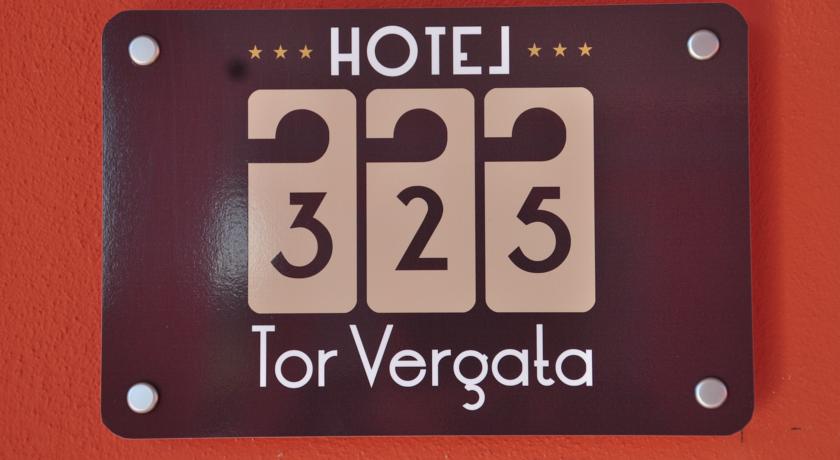 ★★★ HOTEL ★★★
325
Tor Vergata